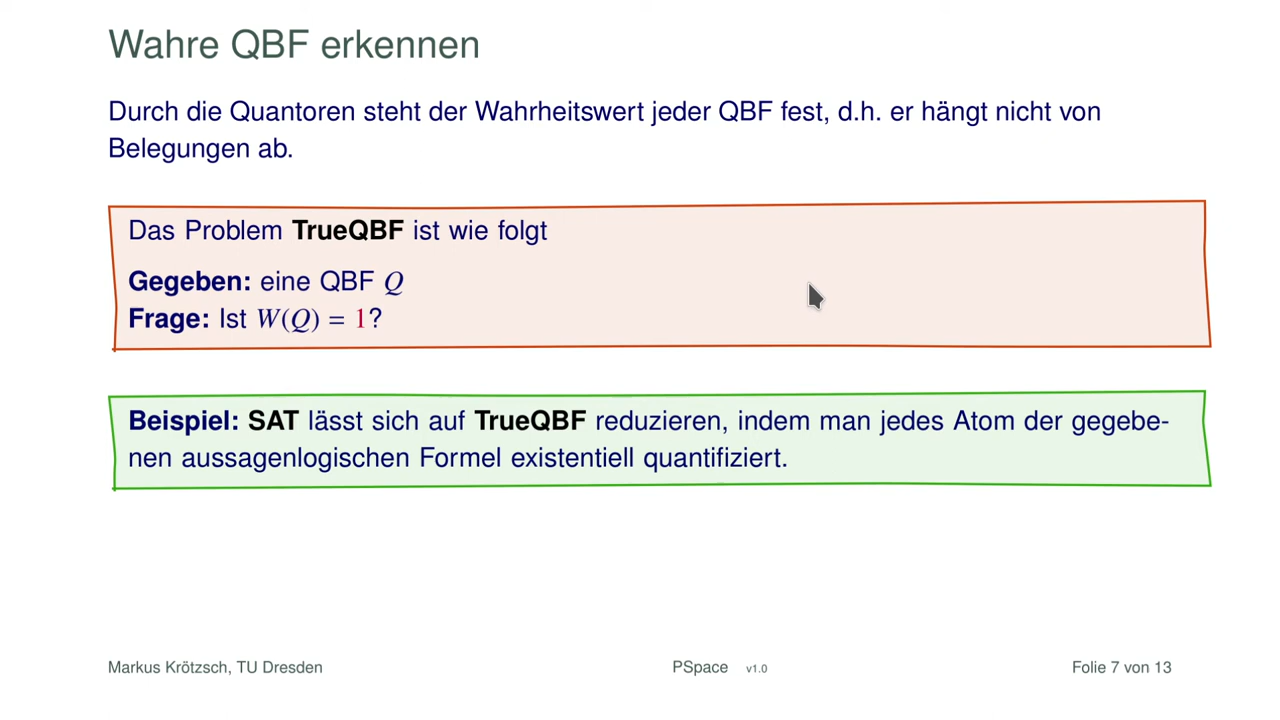 Wahre QBF erkennen
Durch die Quantoren steht der Wahrheitswert jeder QBF fest, d.h. er hängt nicht von
Belegungen ab.
Das Problem TrueQBF ist wie folgt
Gegeben: eine QBF Q
Frage: Ist W(Q) = 1?
Beispiel: SAT lässt sich auf TrueQBF reduzieren, indem man jedes Atom der gegebe-
nen aussagenlogischen Formel existentiell quantifiziert.
Markus Krötzsch, TU Dresden PSpace v1.0 Folie 7 von 13